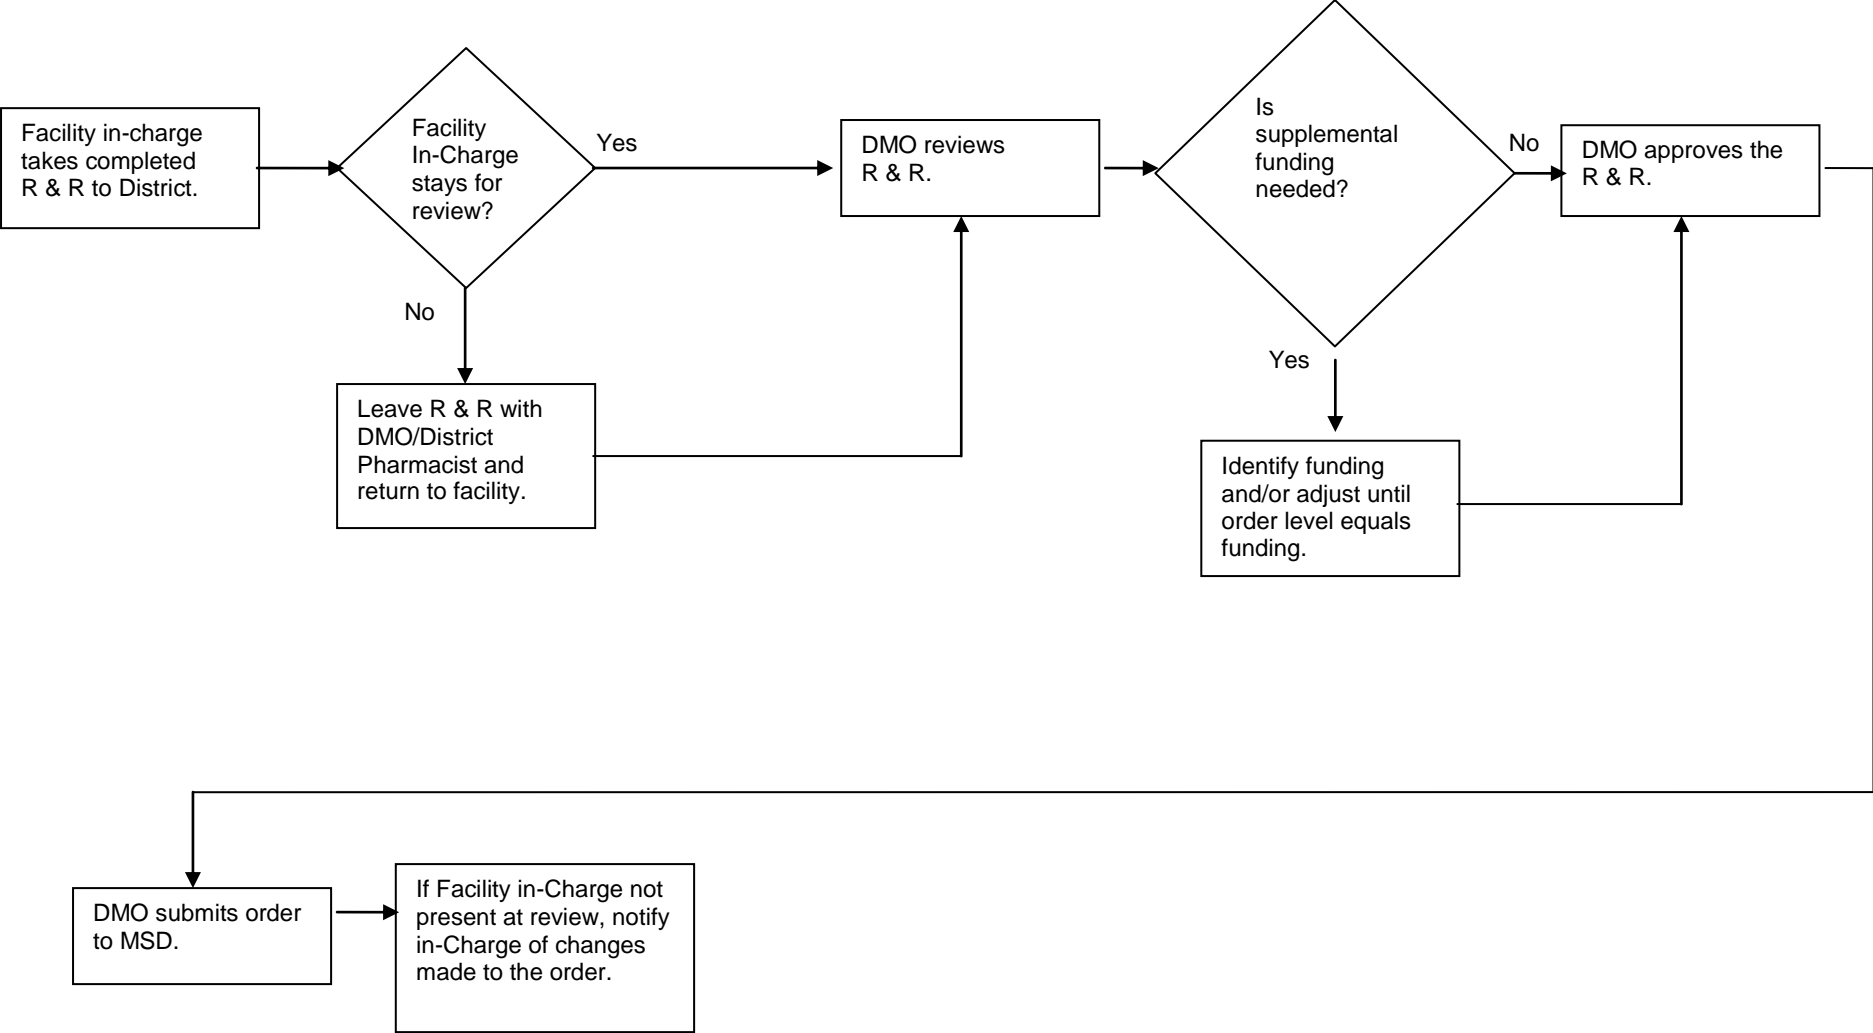 Facility in-charge
takes completed
R & R to District.
Facility
In-Charge
stays for
review?
Yes
No
Leave R & R with
DMO/District
Pharmacist and
return to facility.
DMO reviews
R & R.
Is
supplemental
funding
needed?
No
Yes
Identify funding
and/or adjust until
order level equals
funding.
DMO approves the
R & R.
DMO submits order
to MSD.
If Facility in-Charge not
present at review, notify
in-Charge of changes
made to the order.